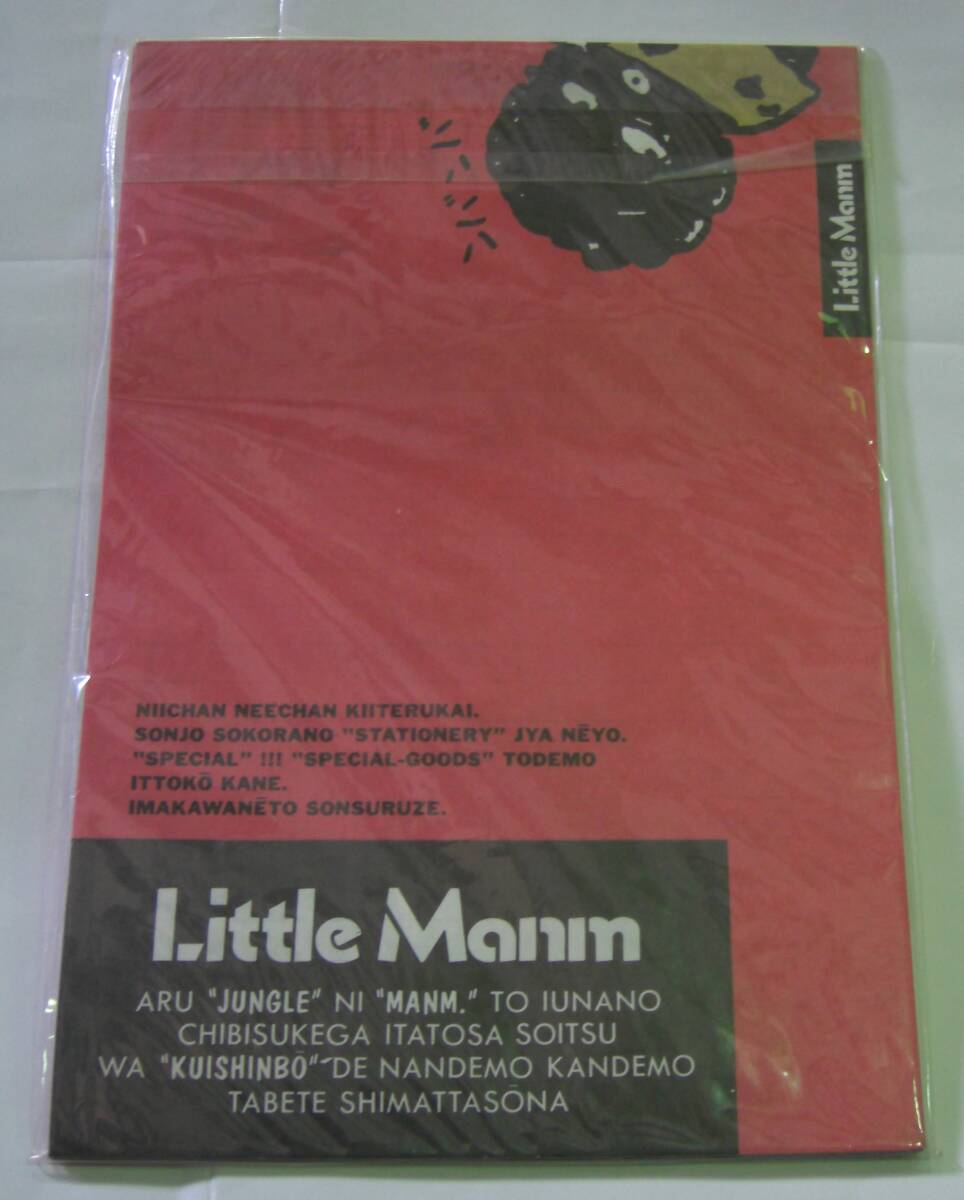 Little Manm
NIICHAN NEECHAN KIITERUKAI.
SONJO SOKORANO "STATIONERY" JYA NĒYO.
"SPECIAL" !!! "SPECIAL-GOODS" TODEMO
ITTOKŌ KANE.
IMAKAWANĒTO SONSURUZE.
Little Manm
ARU "JUNGLE" NI "MANM." TO IUNANO
CHIBISUKEGA ITATOSA SOITSU
WA "KUISHINBŌ" DE NANDEMO KANDEMO
TABETE SHIMATTASŌNA